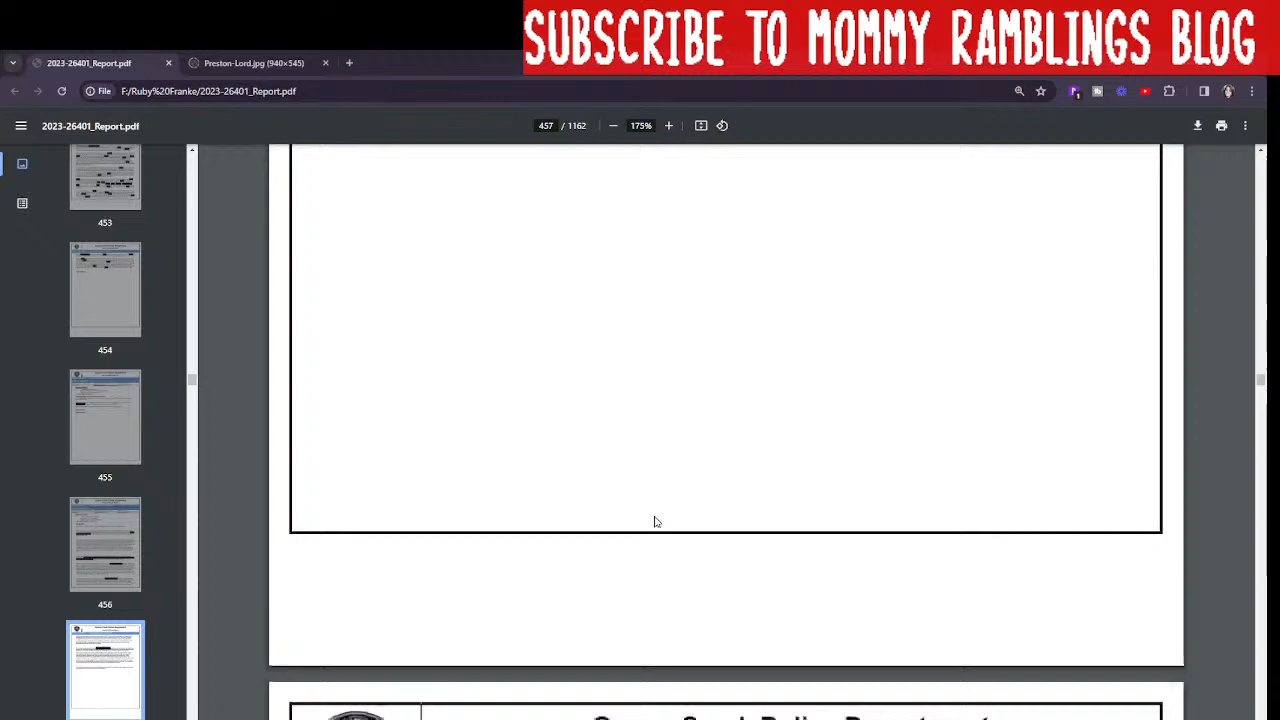 SUBSCRIBE TO MOMMY RAMBLINGS BLOG
2023-26401_Report.pdf
Preston-Lord.jpg (940×545)
File
F:/Ruby%20Franke/2023-26401_Report.pdf
2023-26401_Report.pdf
457 / 1162
175%
453
454
455
456